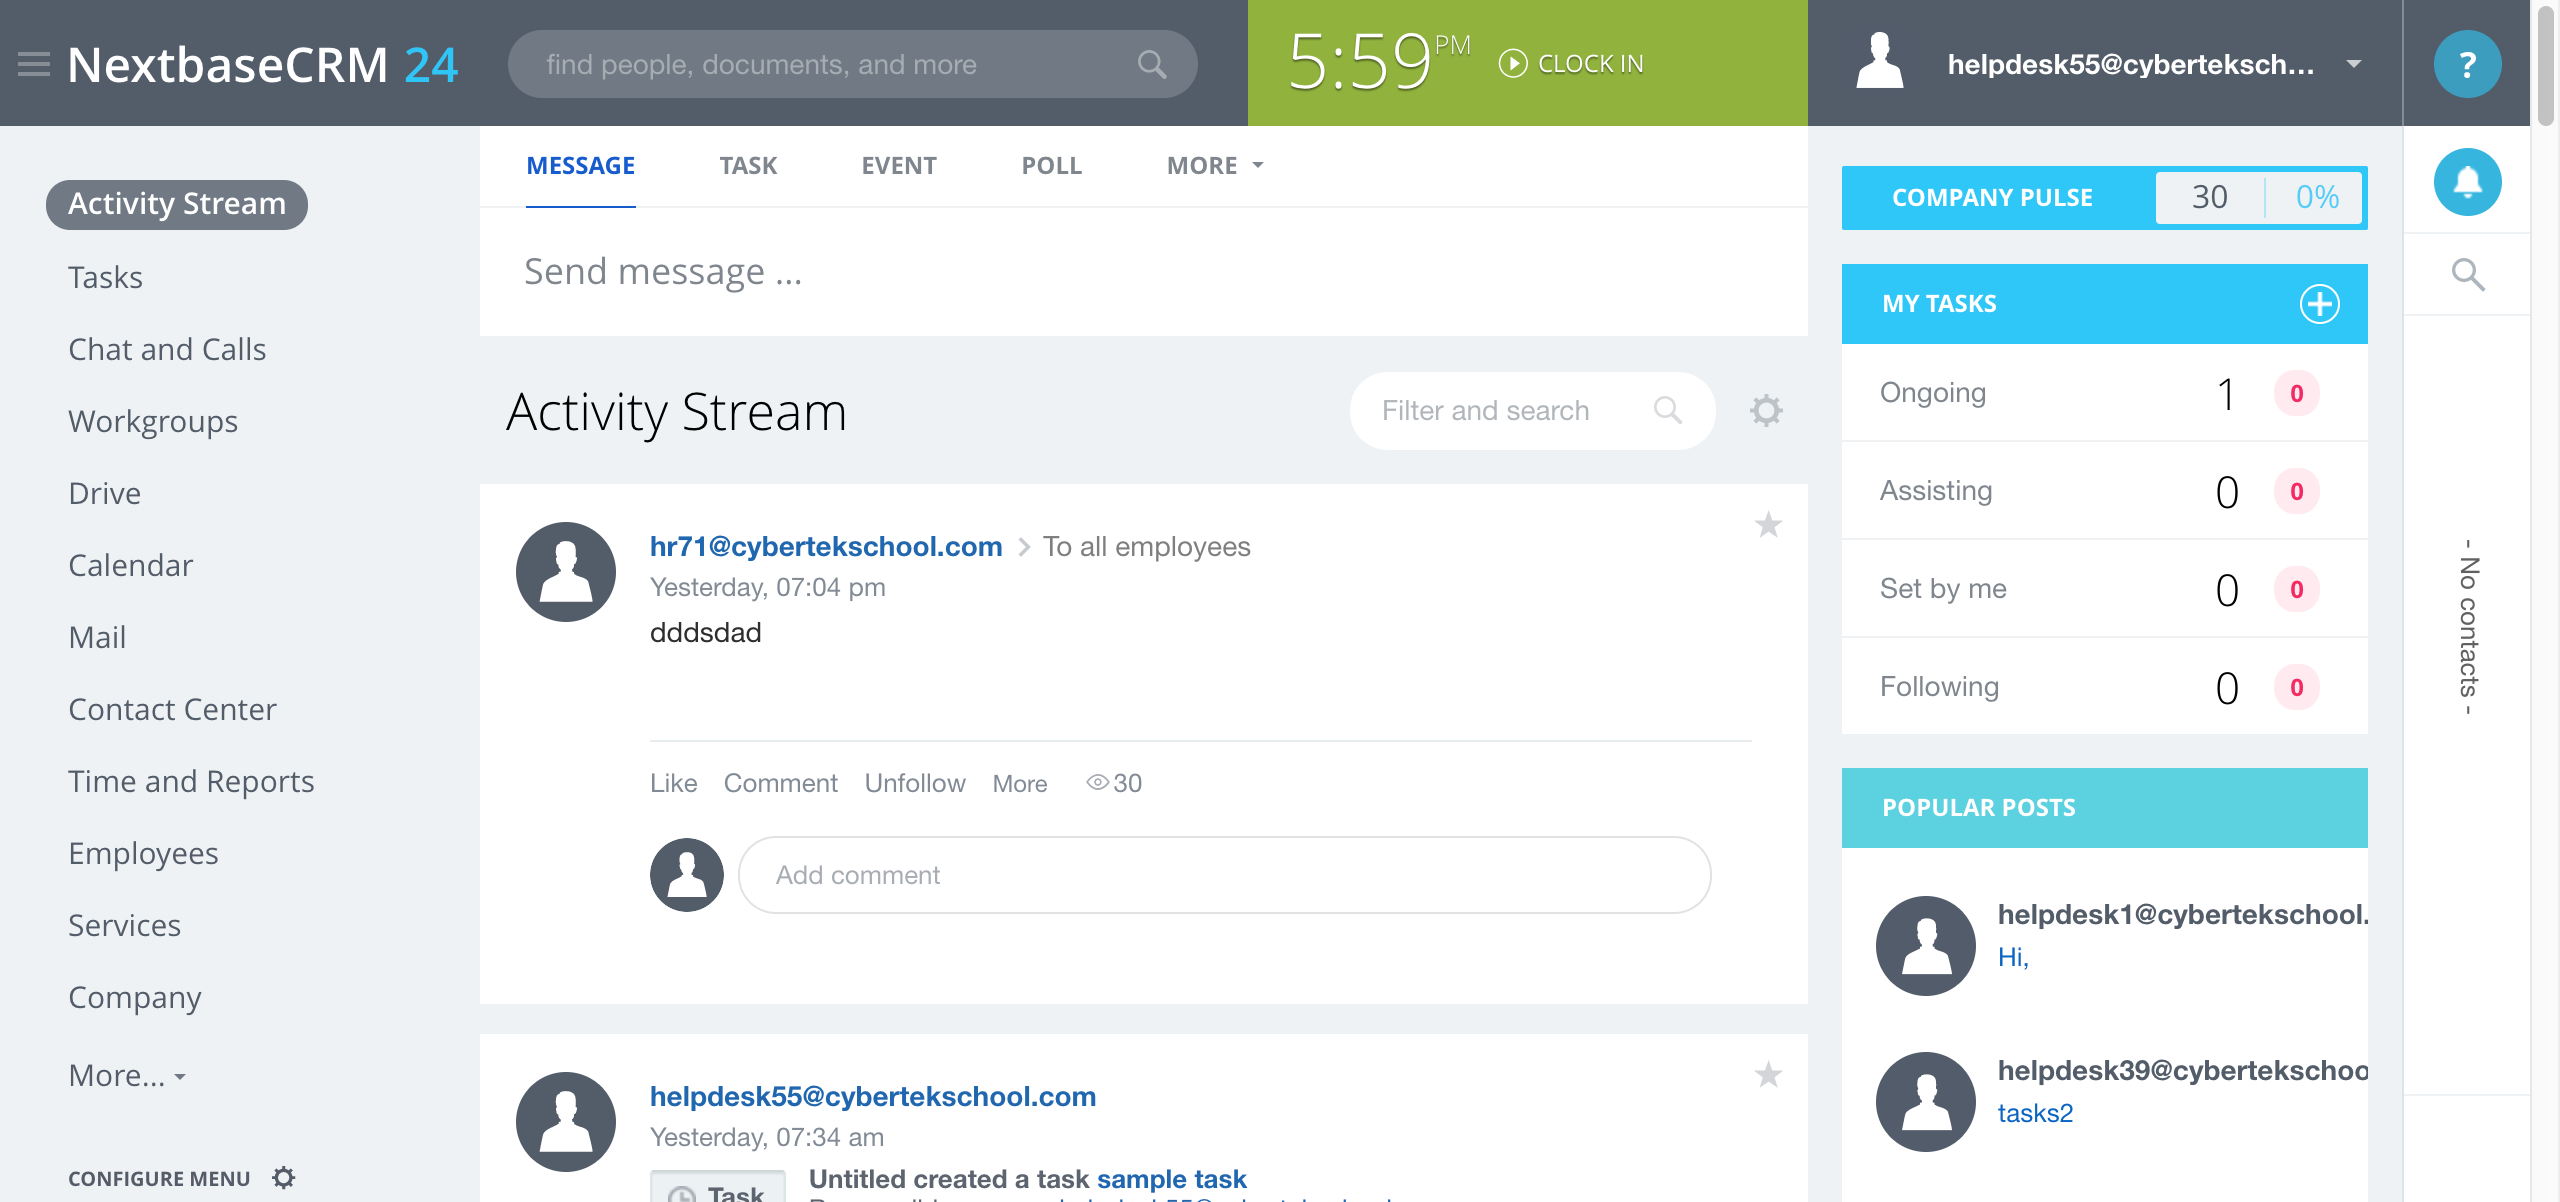 NextbaseCRM 24
find people, documents, and more
5:59 PM
CLOCK IN
helpdesk55@cyberteksch...
?
Activity Stream
Tasks
Chat and Calls
Workgroups
Drive
Calendar
Mail
Contact Center
Time and Reports
Employees
Services
Company
More...
CONFIGURE MENU
MESSAGE TASK EVENT POLL MORE
Send message ...
Activity Stream
Filter and search
hr71@cybertekschool.com To all employees
Yesterday, 07:04 pm
dddsdad
Like Comment Unfollow More 30
Add comment
helpdesk55@cybertekschool.com
Yesterday, 07:34 am
Task
Untitled created a task sample task
COMPANY PULSE 30 0%
MY TASKS
Ongoing 1 0
Assisting 0 0
Set by me 0 0
Following 0 0
POPULAR POSTS
helpdesk1@cybertekschool.
Hi,
helpdesk39@cybertekschoo
tasks2
- No contacts -